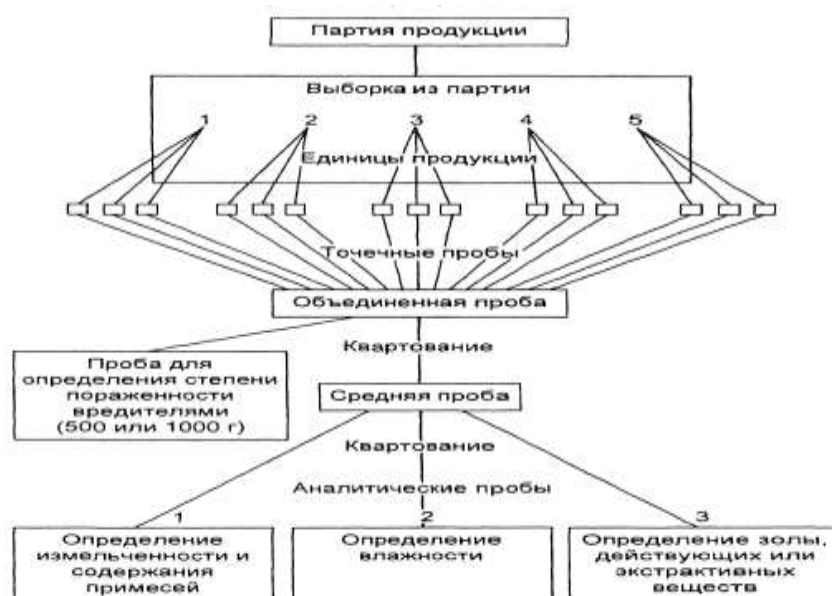 Партия продукции
Выборка из партии
1 2 3 4 5
Единицы продукции
Точечные пробы
Объединенная проба
Квартование
Проба для
определения степени
пораженности
вредителями
(500 или 1000 г)
Средняя проба
Квартование
Аналитические пробы
1 2 3
Определение
измельченности и
содержания
примесей
Определение
влажности
Определение золы,
действующих или
экстрактивных
веществ